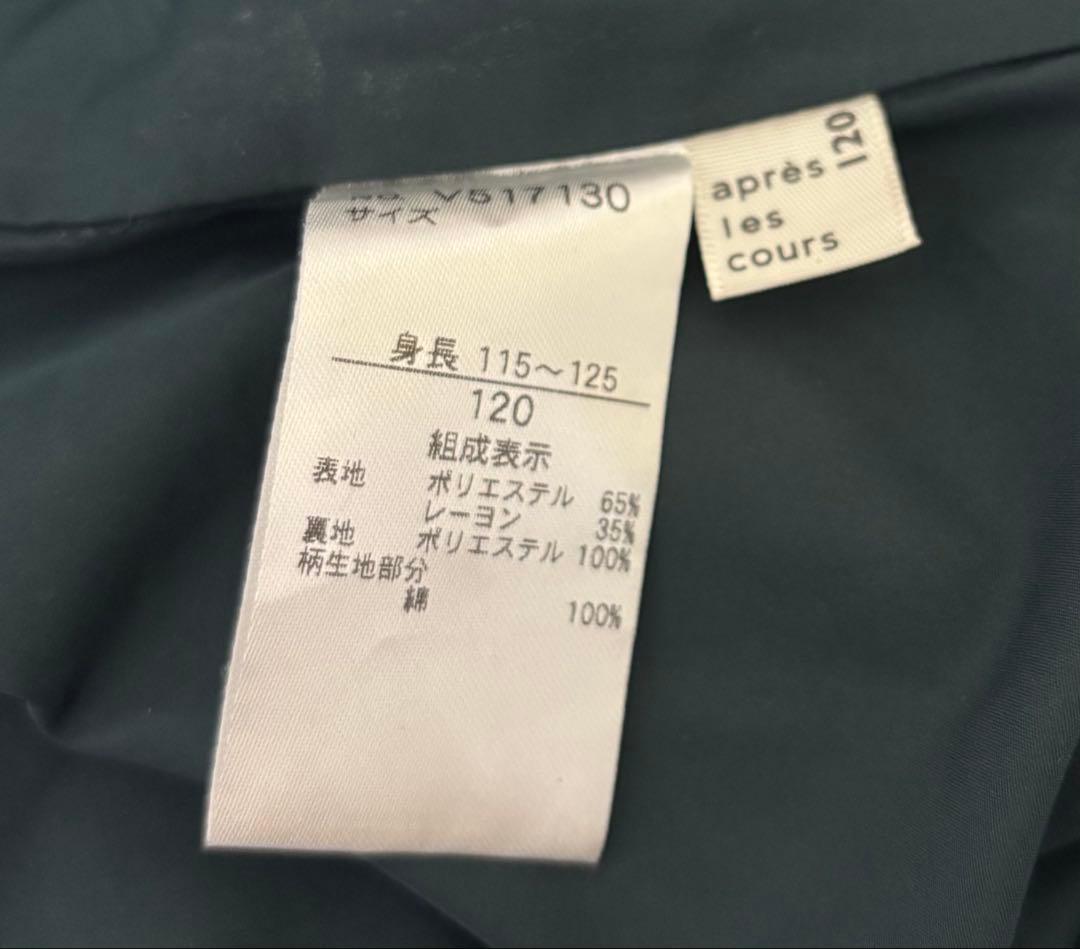 V517130
サイズ
身長 115～125
120
組成表示
表地 ポリエステル 65%
レーヨン 35%
裏地 ポリエステル 100%
柄生地部分
綿 100%
après
les
cours
120